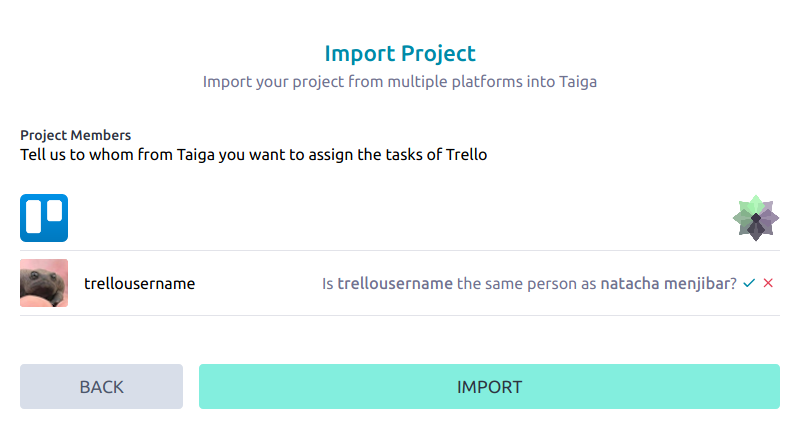 Import Project
Import your project from multiple platforms into Taiga
Project Members
Tell us to whom from Taiga you want to assign the tasks of Trello
trellousername
Is trellousername the same person as natacha menjibar?
BACK
IMPORT